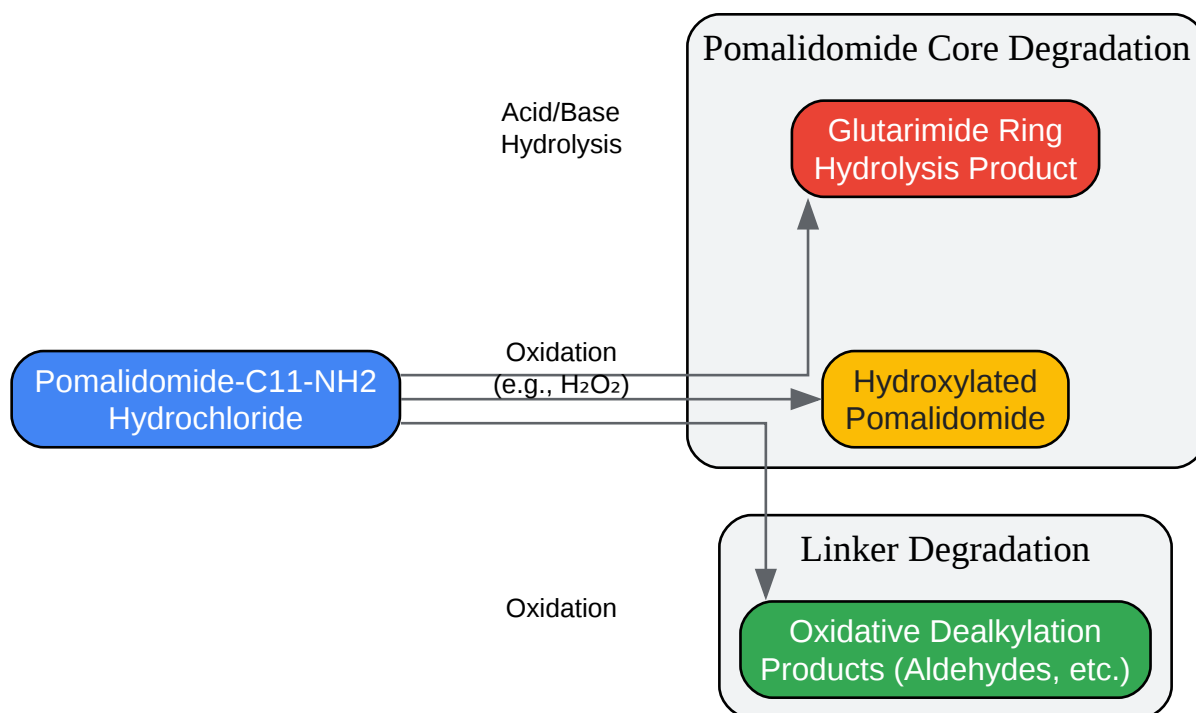 Pomalidomide Core Degradation
Acid/Base
Hydrolysis
Glutarimide Ring
Hydrolysis Product
Pomalidomide-C11-NH2
Hydrochloride
Oxidation
(e.g., H₂O₂)
Hydroxylated
Pomalidomide
Linker Degradation
Oxidation
Oxidative Dealkylation
Products (Aldehydes, etc.)